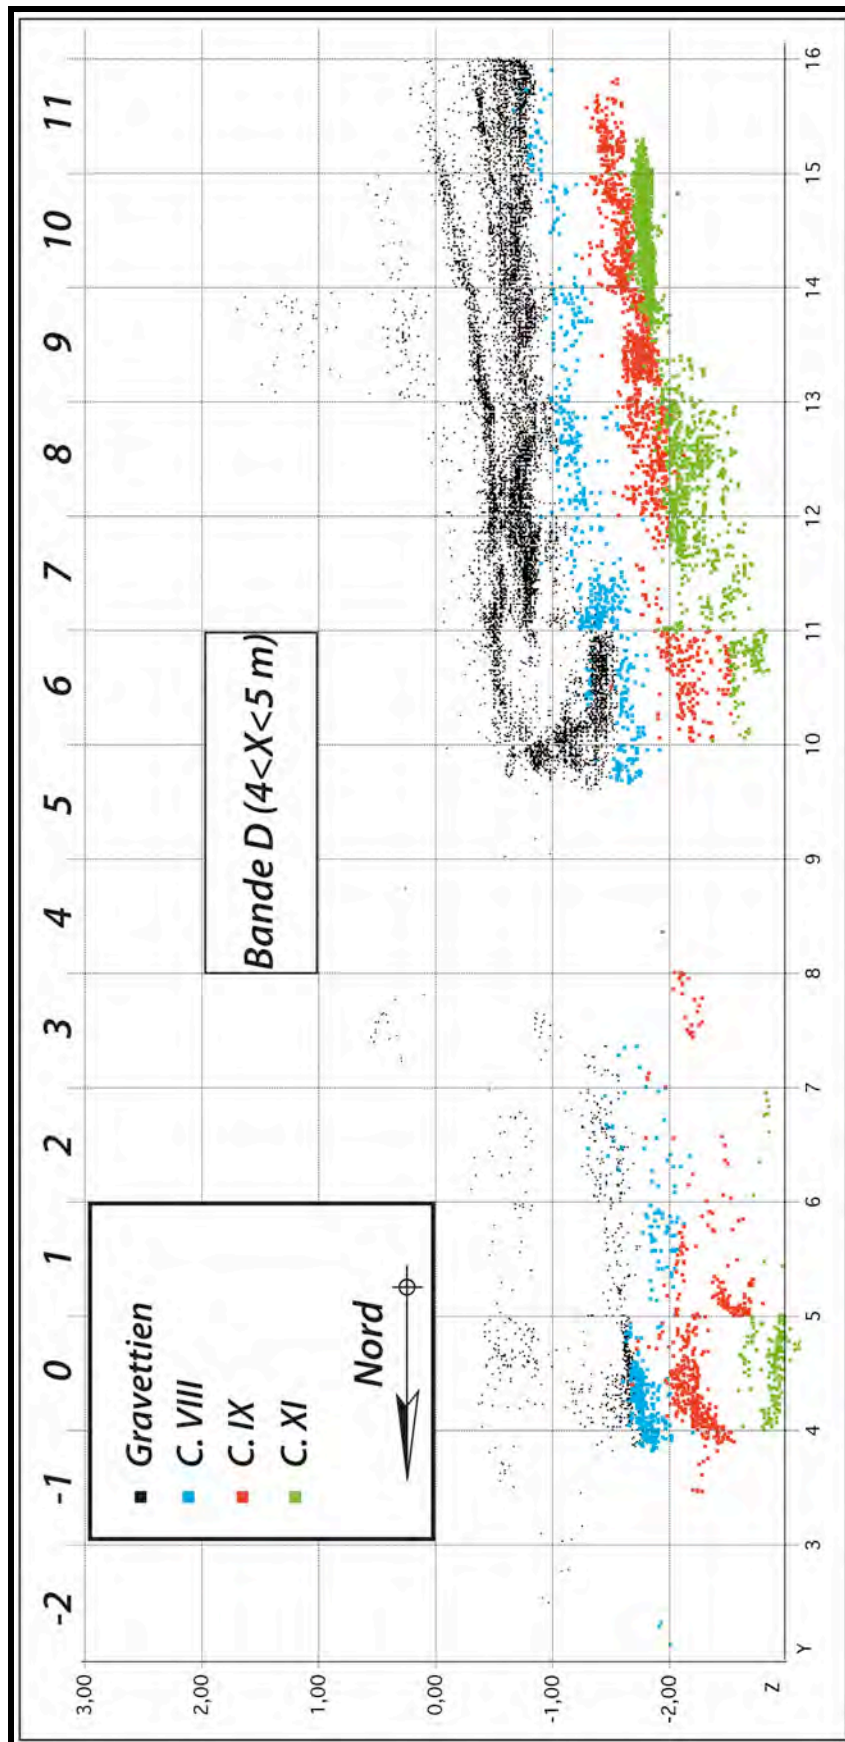 -2 -1 0 1 2 3 4 5 6 7 8 9 10 11
3,00
2,00
1,00
0,00
-1,00
-2,00
Z
Gravettien
C. VIII
C. IX
C. XI
Nord
Bande D (4<X<5 m)
Y 3 4 5 6 7 8 9 10 11 12 13 14 15 16